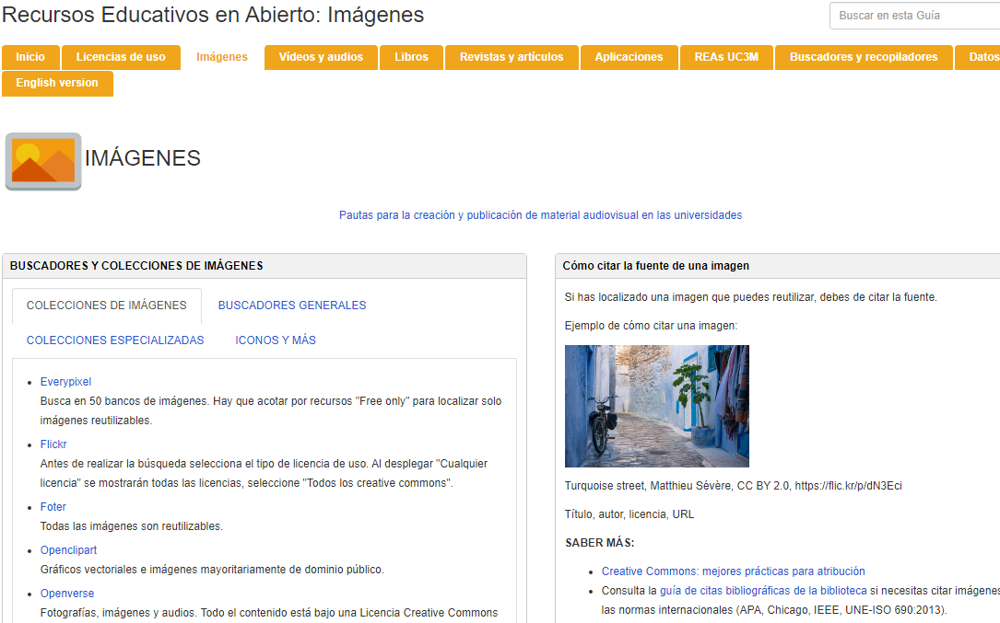 Recursos Educativos en Abierto: Imágenes
Buscar en esta Guía
Inicio
Licencias de uso
Imágenes
Vídeos y audios
Libros
Revistas y artículos
Aplicaciones
REAs UC3M
Buscadores y recopiladores
Datos
English version
IMÁGENES
Pautas para la creación y publicación de material audiovisual en las universidades
BUSCADORES Y COLECCIONES DE IMÁGENES
COLECCIONES DE IMÁGENES
BUSCADORES GENERALES
COLECCIONES ESPECIALIZADAS
ICONOS Y MÁS
Everypixel
Busca en 50 bancos de imágenes. Hay que acotar por recursos "Free only" para localizar solo
imágenes reutilizables.
Flickr
Antes de realizar la búsqueda selecciona el tipo de licencia de uso. Al desplegar "Cualquier
licencia" se mostrarán todas las licencias, seleccione "Todos los creative commons".
Foter
Todas las imágenes son reutilizables.
Openclipart
Gráficos vectoriales e imágenes mayoritariamente de dominio público.
Openverse
Fotografías, imágenes y audios. Todo el contenido está bajo una Licencia Creative Commons
Cómo citar la fuente de una imagen
Si has localizado una imagen que puedes reutilizar, debes de citar la fuente.
Ejemplo de cómo citar una imagen:
Turquoise street, Matthieu Sévère, CC BY 2.0, https://flic.kr/p/dN3Eci
Título, autor, licencia, URL
SABER MÁS:
Creative Commons: mejores prácticas para atribución
Consulta la guía de citas bibliográficas de la biblioteca si necesitas citar imágenes
las normas internacionales (APA, Chicago, IEEE, UNE-ISO 690:2013).